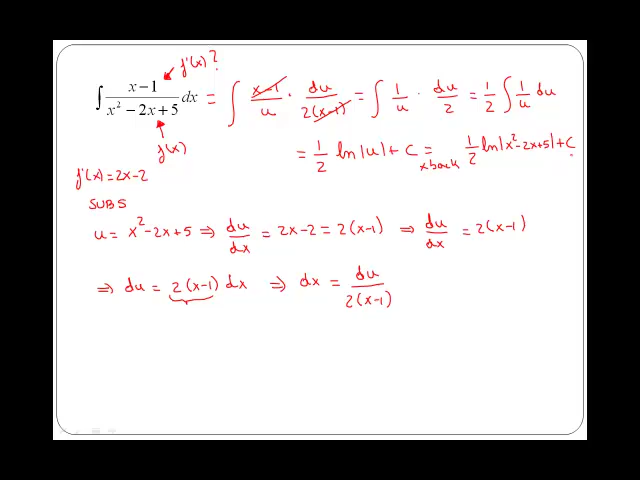 f'(x)?
∫ (x − 1)/(x² − 2x + 5) dx = ∫ (x−1)/u · du/(2(x−1)) = ∫ 1/u · du/2 = 1/2 ∫ 1/u du
f(x)
= 1/2 ln|u| + C = x back 1/2 ln|x²−2x+5| + C
f'(x) = 2x−2
SUBS
u = x² −2x+5 ⇒ du/dx = 2x−2 = 2(x−1) ⇒ du/dx = 2(x−1)
⇒ du = 2(x−1) dx ⇒ dx = du/(2(x−1))